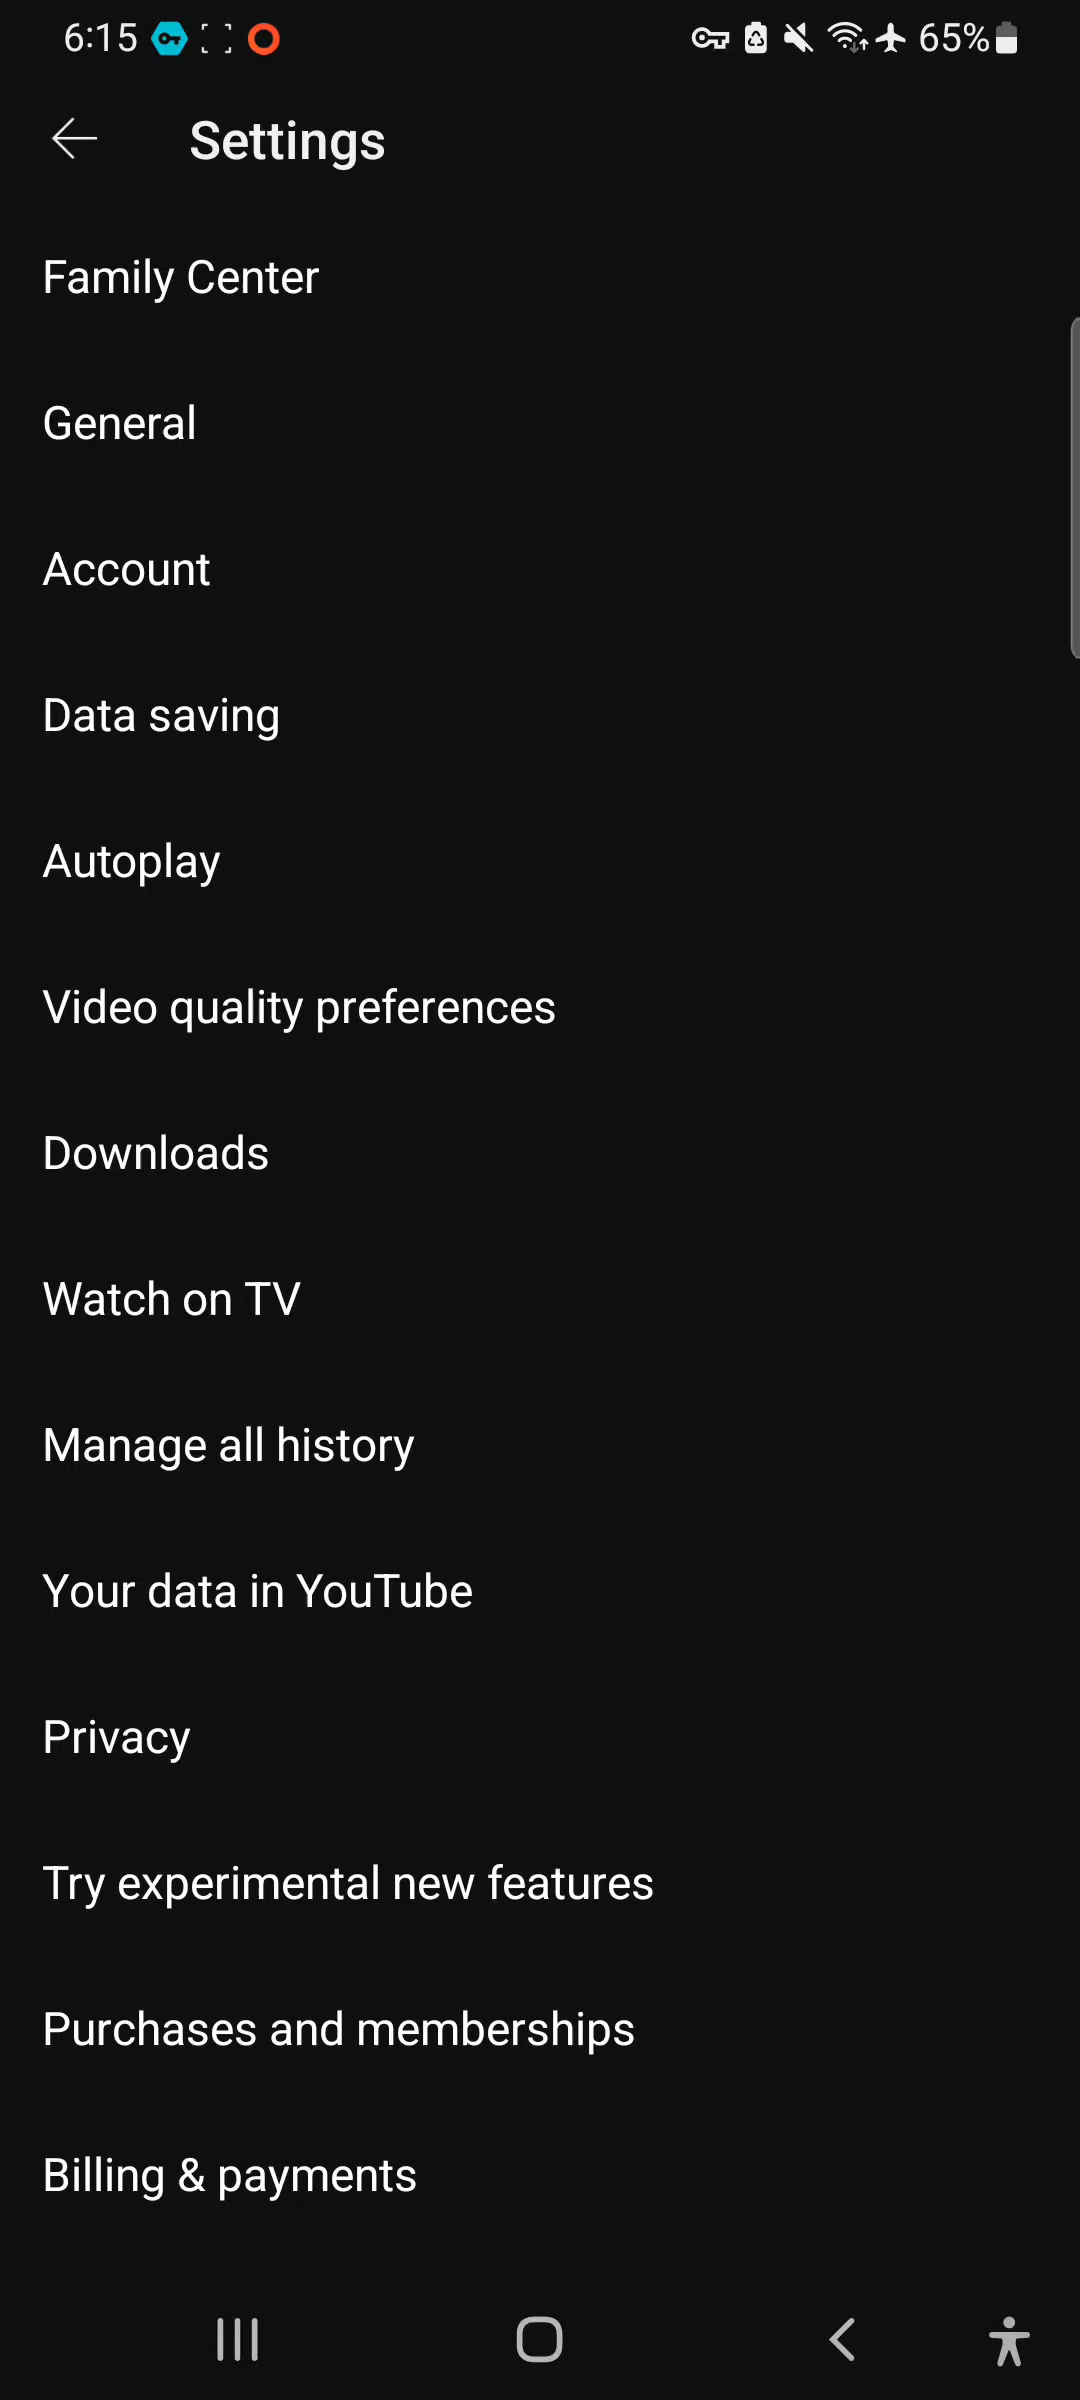 6:15 65%
Settings
Family Center
General
Account
Data saving
Autoplay
Video quality preferences
Downloads
Watch on TV
Manage all history
Your data in YouTube
Privacy
Try experimental new features
Purchases and memberships
Billing & payments